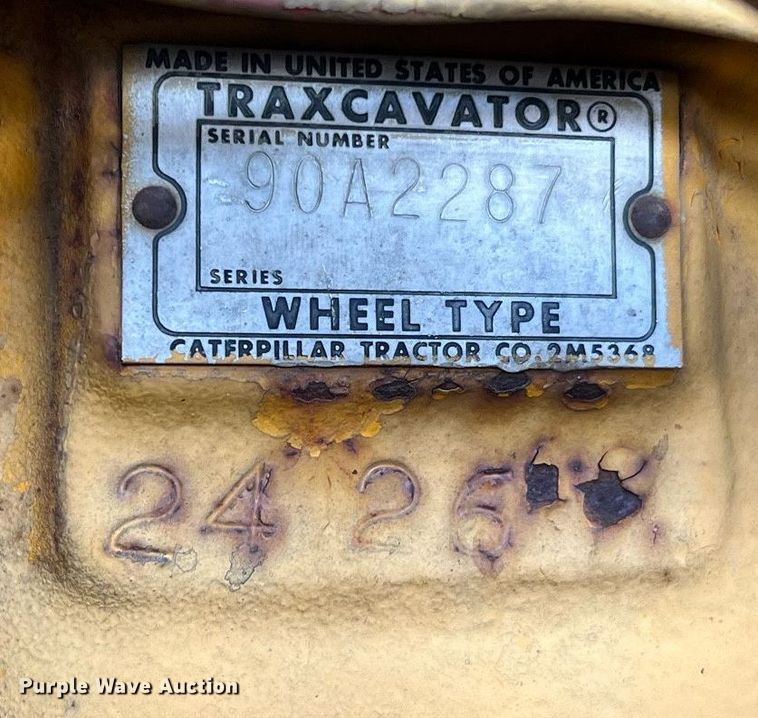 MADE IN UNITED STATES OF AMERICA
TRAXCAVATOR®
SERIAL NUMBER
90A2287
SERIES
WHEEL TYPE
CATERPILLAR TRACTOR CO. 2M5368
24 26
Purple Wave Auction